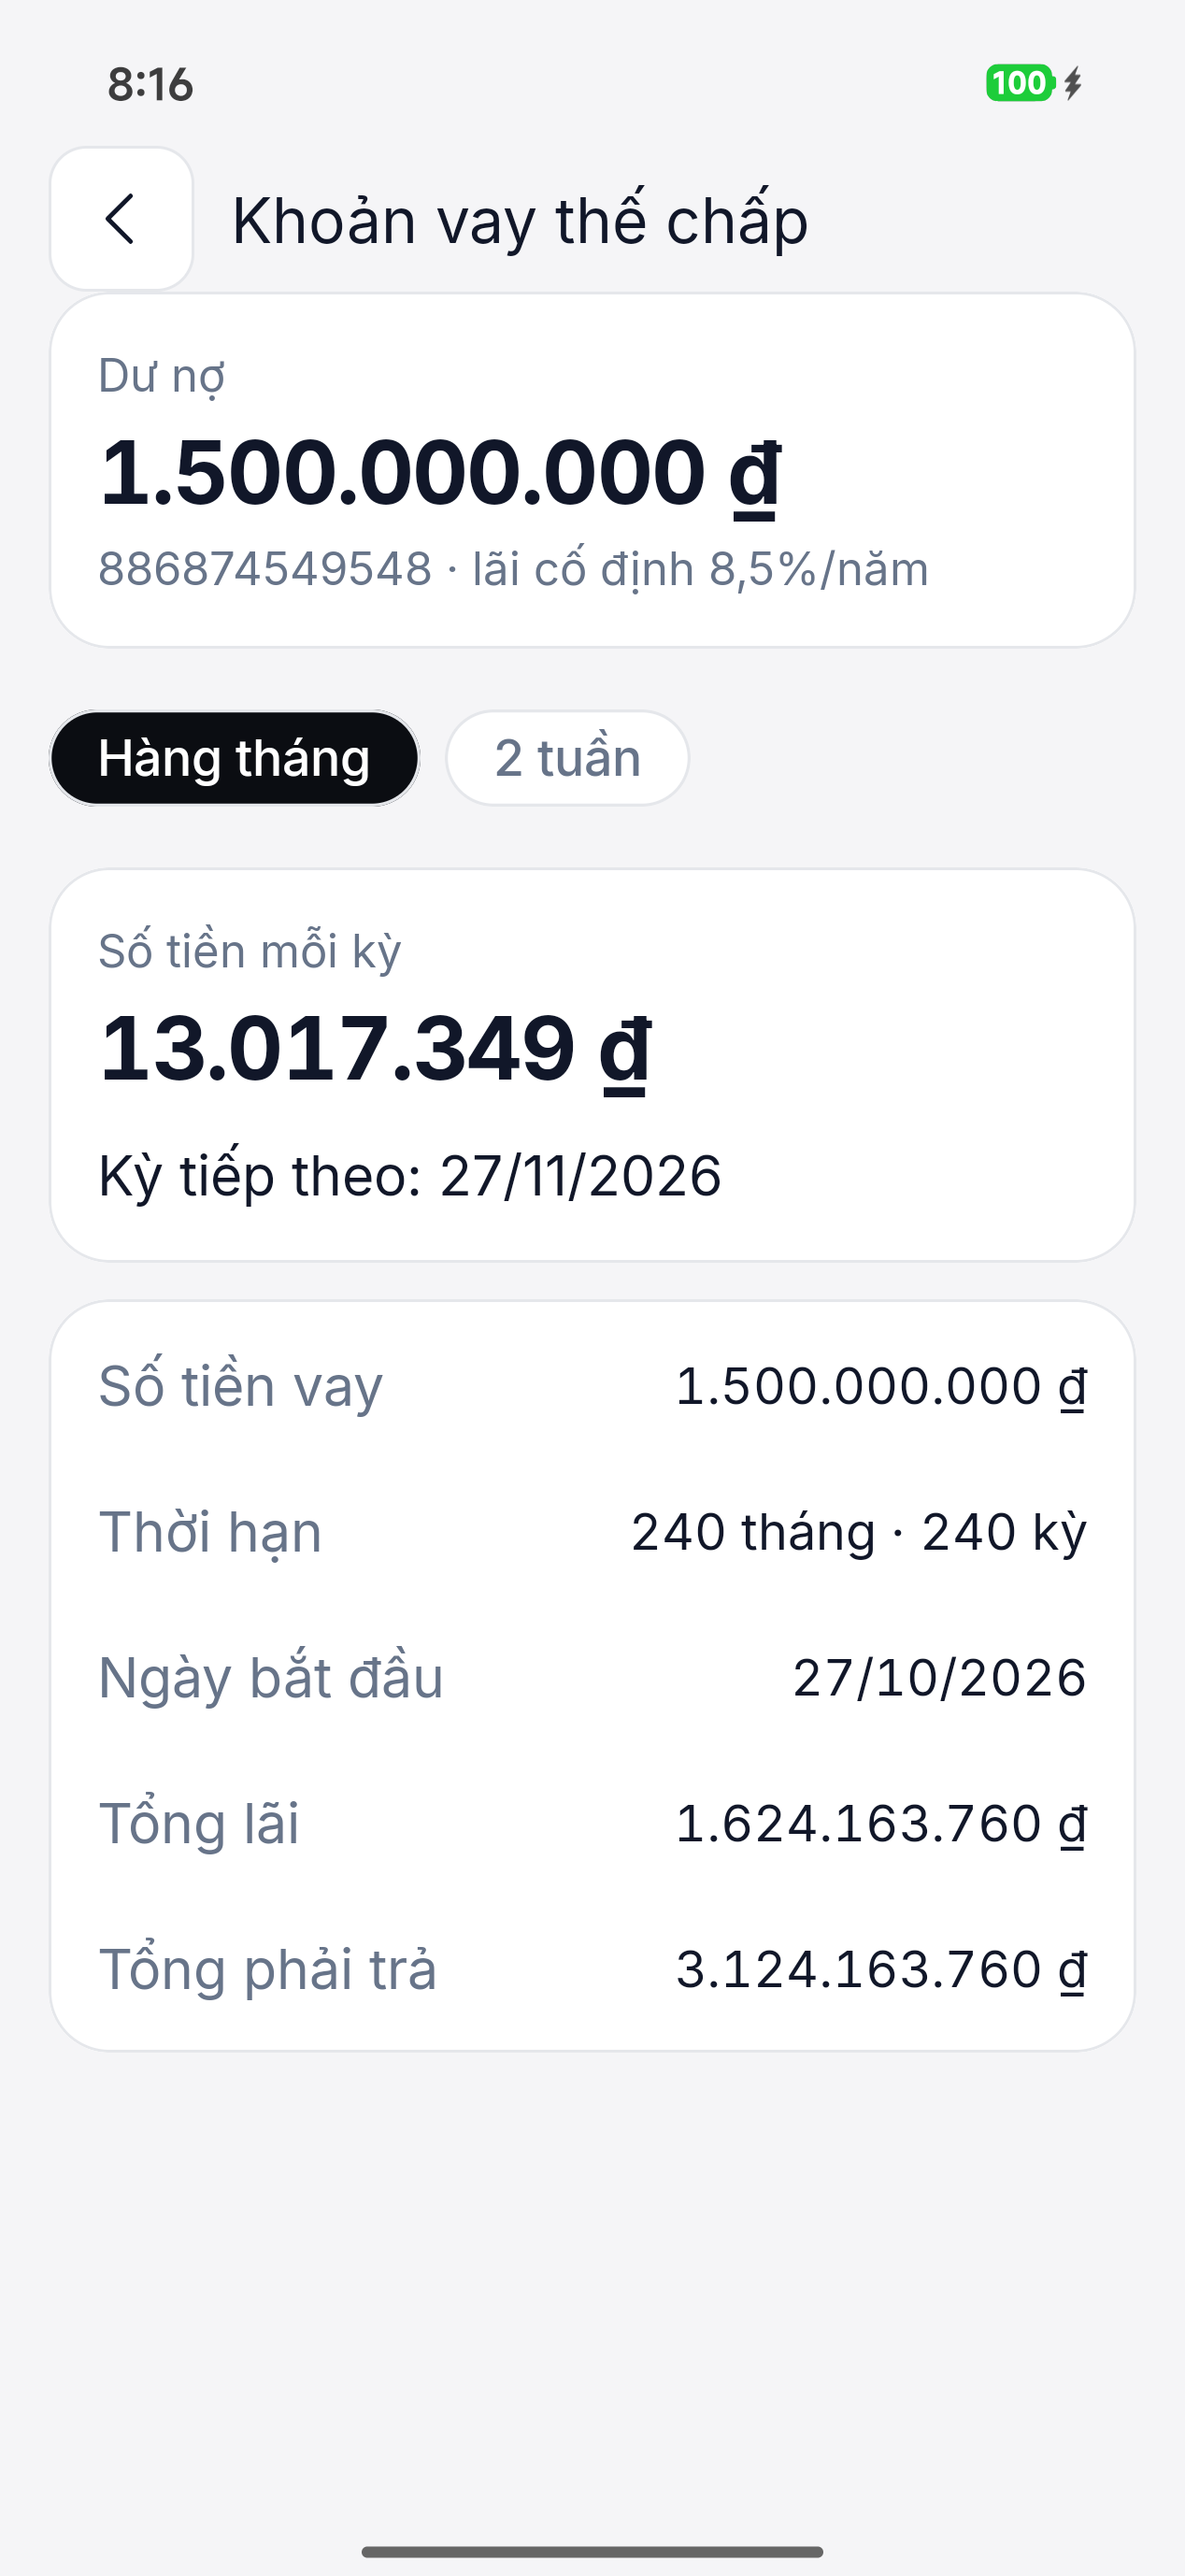 8:16
100
Khoản vay thế chấp
Dư nợ
1.500.000.000 ₫
886874549548 · lãi cố định 8,5%/năm
Hàng tháng
2 tuần
Số tiền mỗi kỳ
13.017.349 ₫
Kỳ tiếp theo: 27/11/2026
Số tiền vay 1.500.000.000 ₫
Thời hạn 240 tháng · 240 kỳ
Ngày bắt đầu 27/10/2026
Tổng lãi 1.624.163.760 ₫
Tổng phải trả 3.124.163.760 ₫